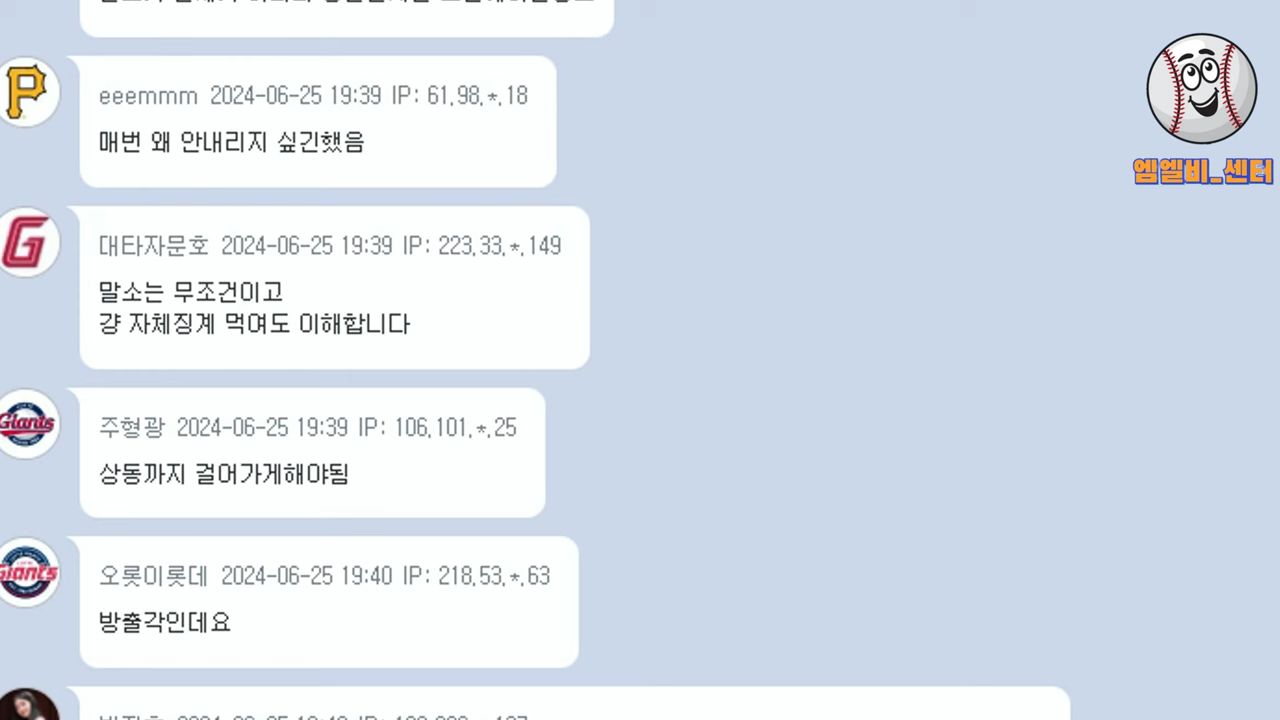 eeemmm 2024-06-25 19:39 IP: 61.98.*.18
매번 왜 안내리지 싶긴했음
대타자문호 2024-06-25 19:39 IP: 223.33.*.149
말소는 무조건이고
걍 자체징계 먹여도 이해합니다
주형광 2024-06-25 19:39 IP: 106.101.*.25
상동까지 걸어가게해야됨
오롯이롯데 2024-06-25 19:40 IP: 218.53.*.63
방출각인데요
엠엘비_센터
P
G
Giants
Giants